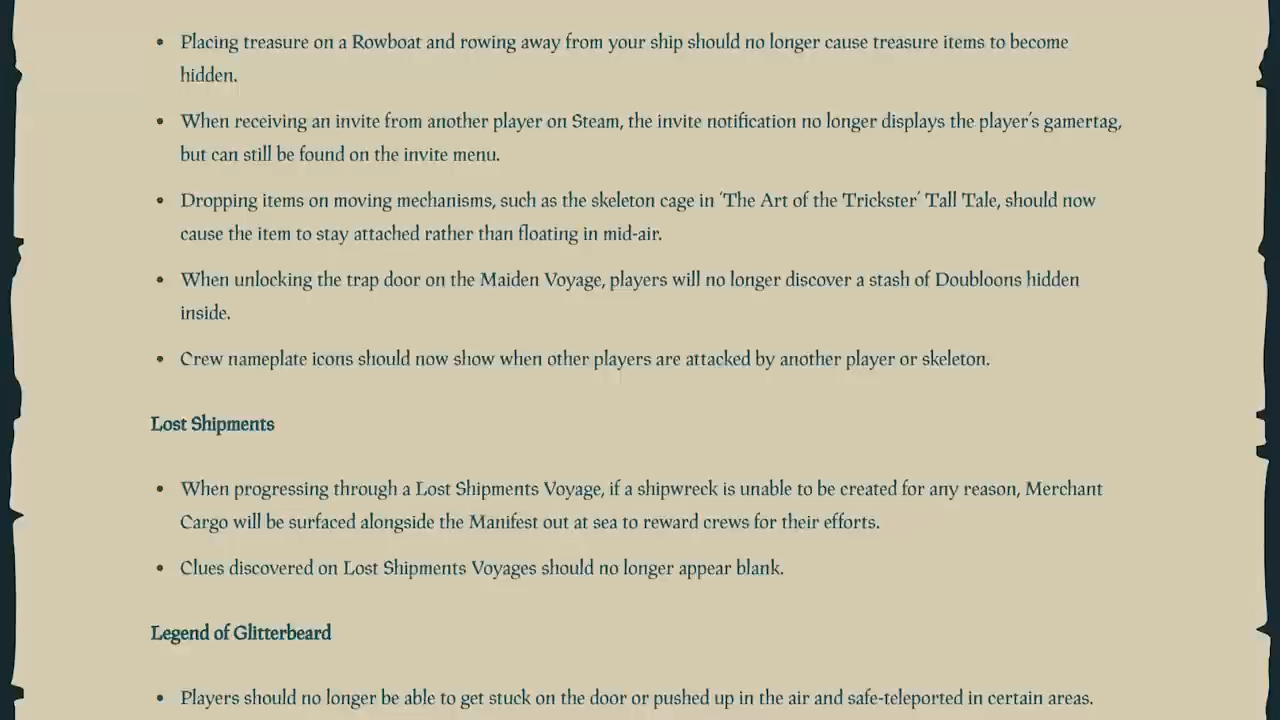 • Placing treasure on a Rowboat and rowing away from your ship should no longer cause treasure items to become
hidden.
• When receiving an invite from another player on Steam, the invite notification no longer displays the player's gamertag,
but can still be found on the invite menu.
• Dropping items on moving mechanisms, such as the skeleton cage in 'The Art of the Trickster' Tall Tale, should now
cause the item to stay attached rather than floating in mid-air.
• When unlocking the trap door on the Maiden Voyage, players will no longer discover a stash of Doubloons hidden
inside.
• Crew nameplate icons should now show when other players are attacked by another player or skeleton.
Lost Shipments
• When progressing through a Lost Shipments Voyage, if a shipwreck is unable to be created for any reason, Merchant
Cargo will be surfaced alongside the Manifest out at sea to reward crews for their efforts.
• Clues discovered on Lost Shipments Voyages should no longer appear blank.
Legend of Glitterbeard
• Players should no longer be able to get stuck on the door or pushed up in the air and safe-teleported in certain areas.